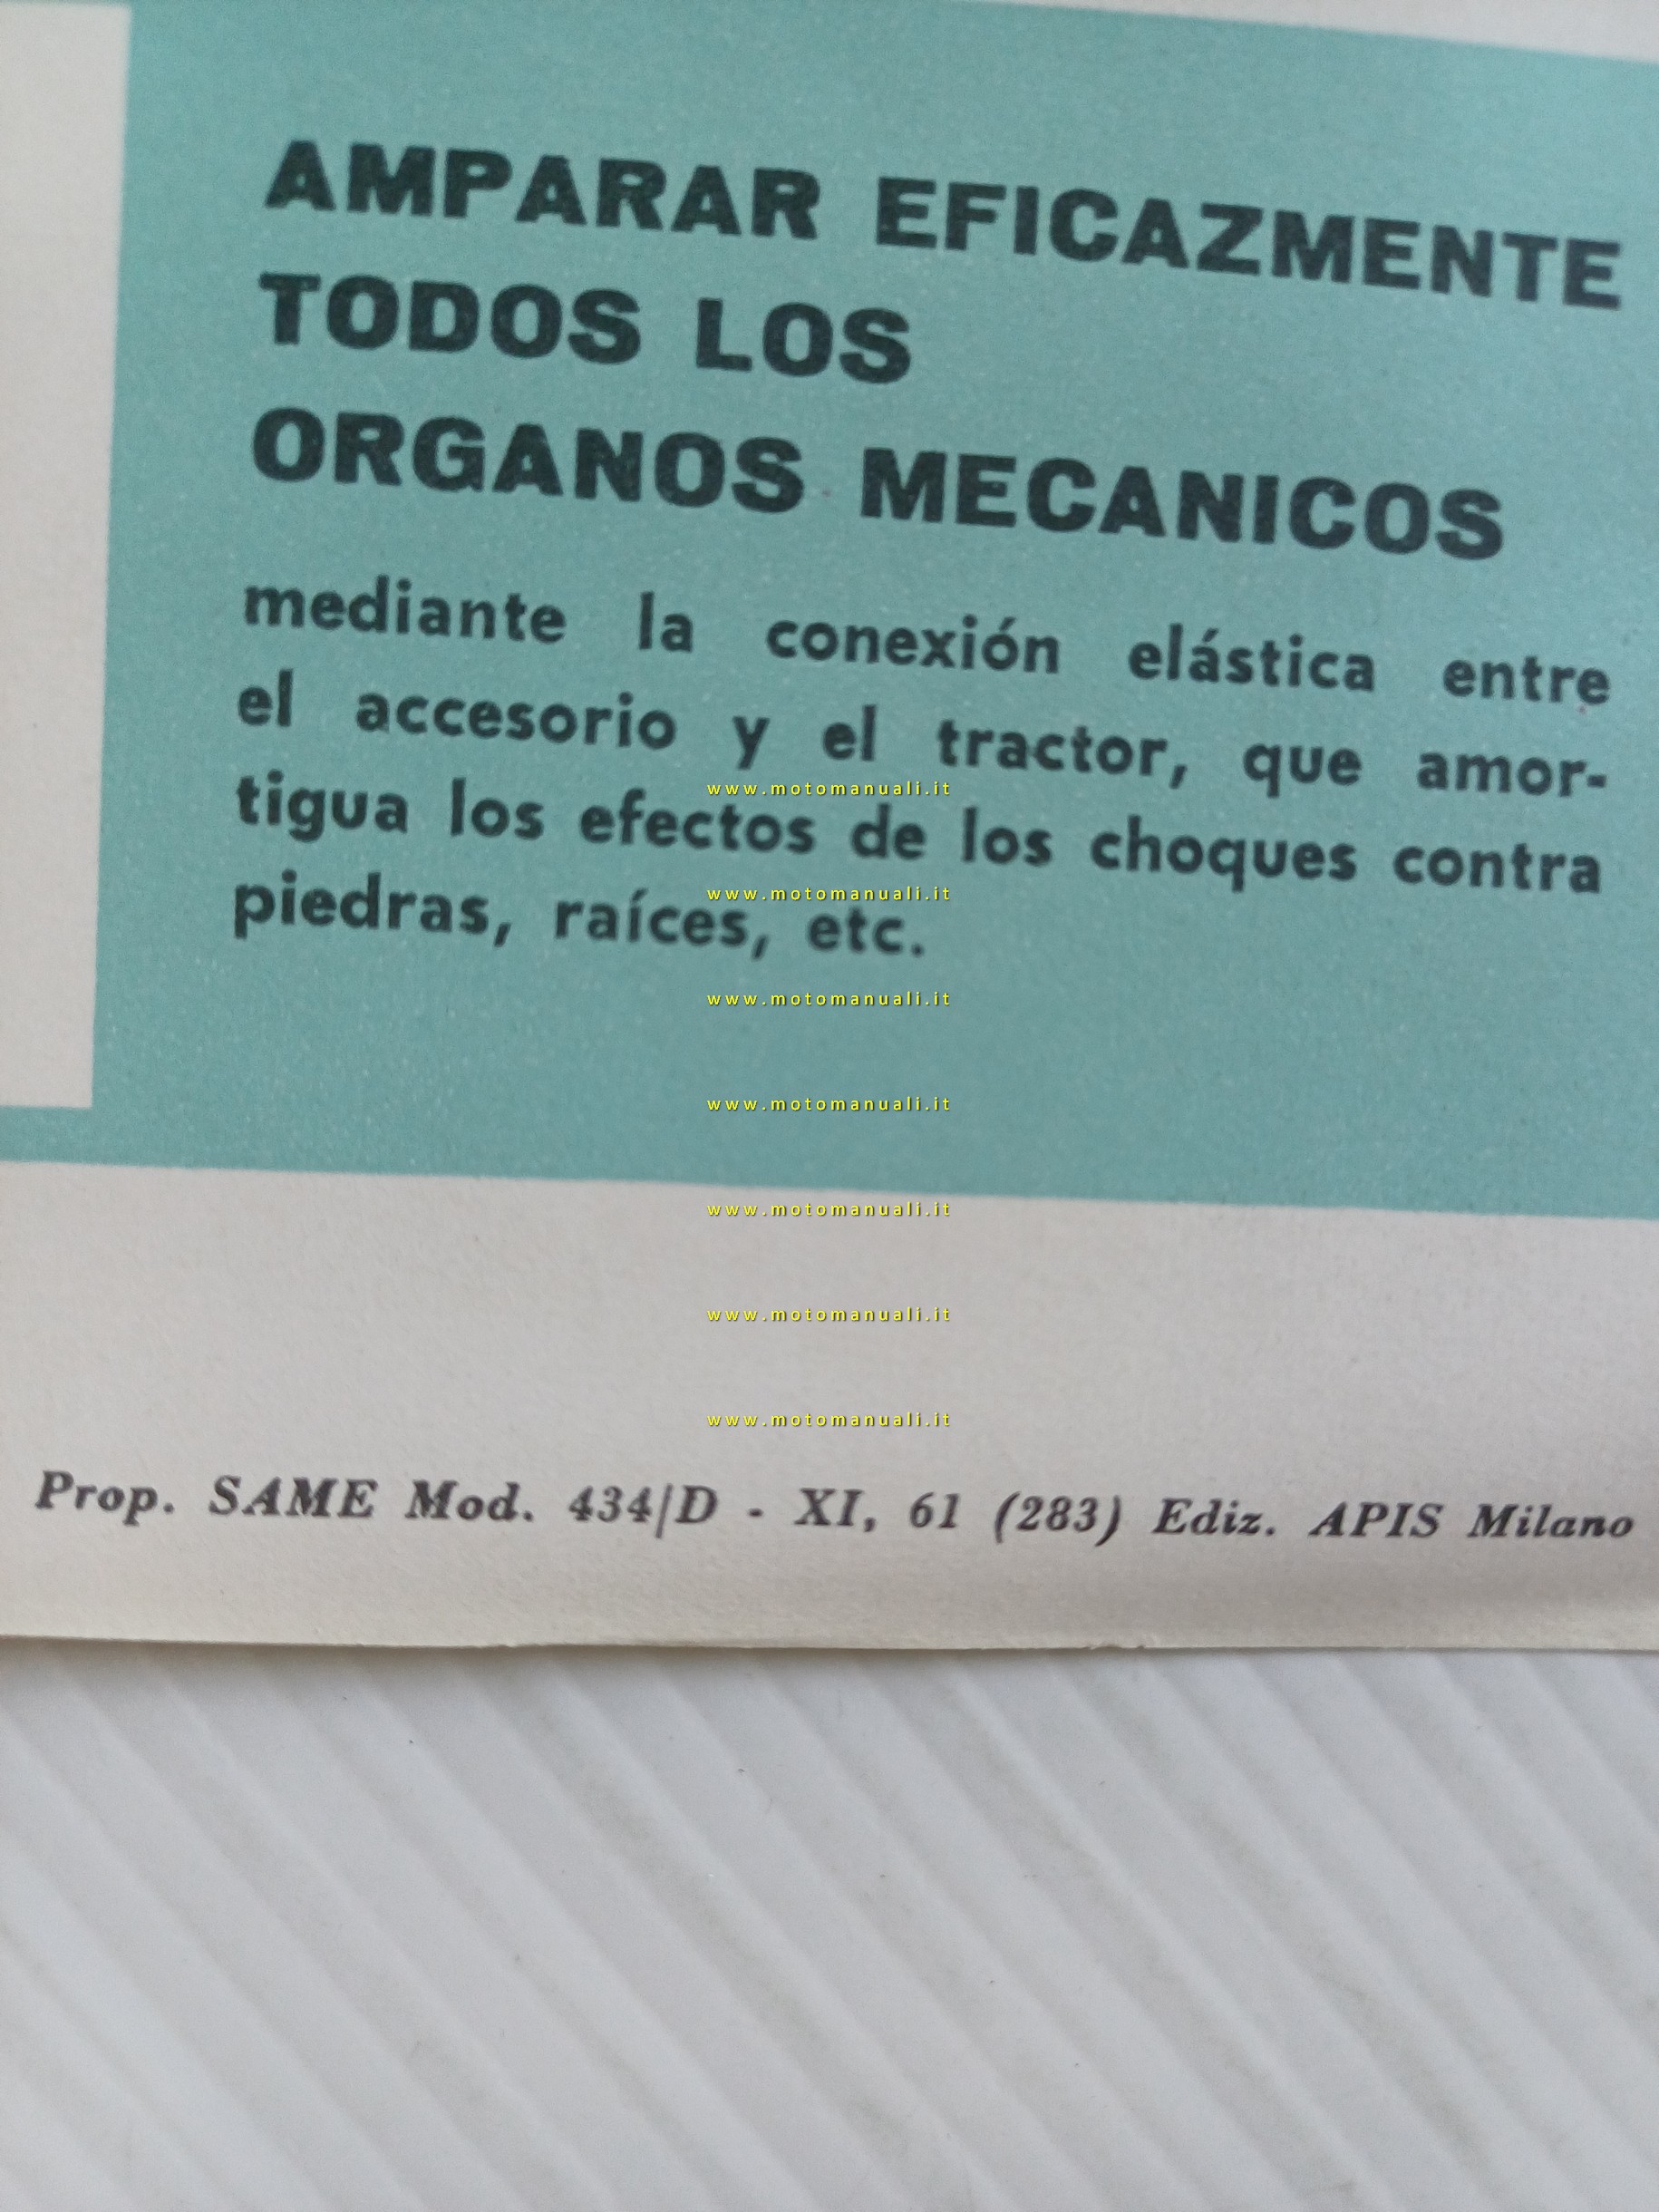 AMPARAR EFICAZMENTE
TODOS LOS
ORGANOS MECANICOS
mediante la conexión elástica entre
el accesorio y el tractor, que amor-
www.motomanuali.it
tigua los efectos de los choques contra
www.motomanuali.it
piedras, raíces, etc.
www.motomanuali.it
www.motomanuali.it
www.motomanuali.it
www.motomanuali.it
www.motomanuali.it
Prop. SAME Mod. 434/D - XI, 61 (283) Ediz. APIS Milano